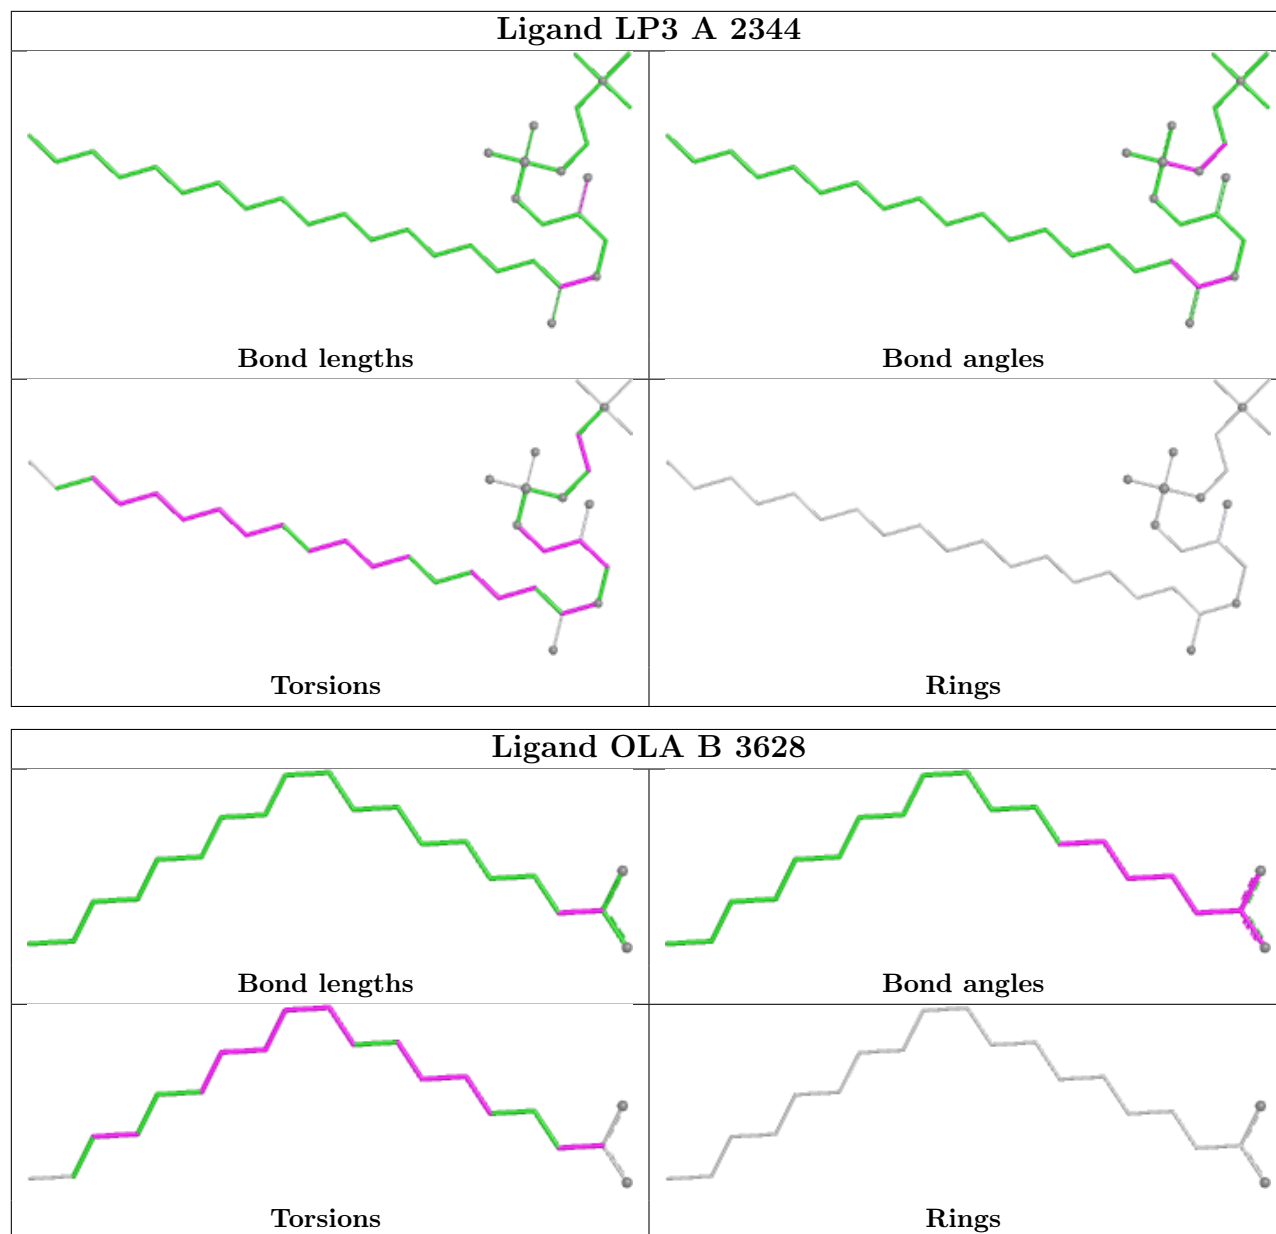 Ligand LP3 A 2344
Bond lengths
Bond angles
Torsions
Rings
Ligand OLA B 3628
Bond lengths
Bond angles
Torsions
Rings